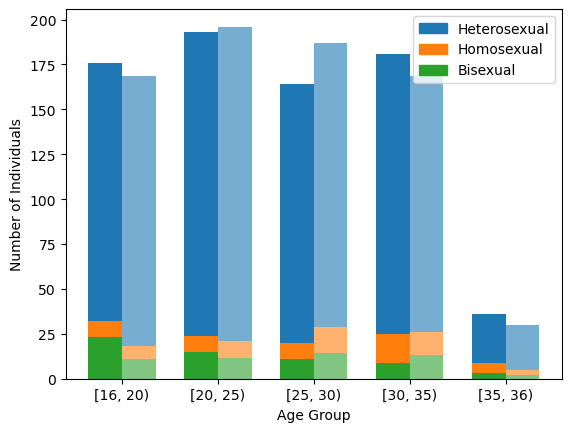 Heterosexual
Homosexual
Bisexual
200
175
150
125
100
75
50
25
0
Number of Individuals
[16, 20)
[20, 25)
[25, 30)
[30, 35)
[35, 36)
Age Group